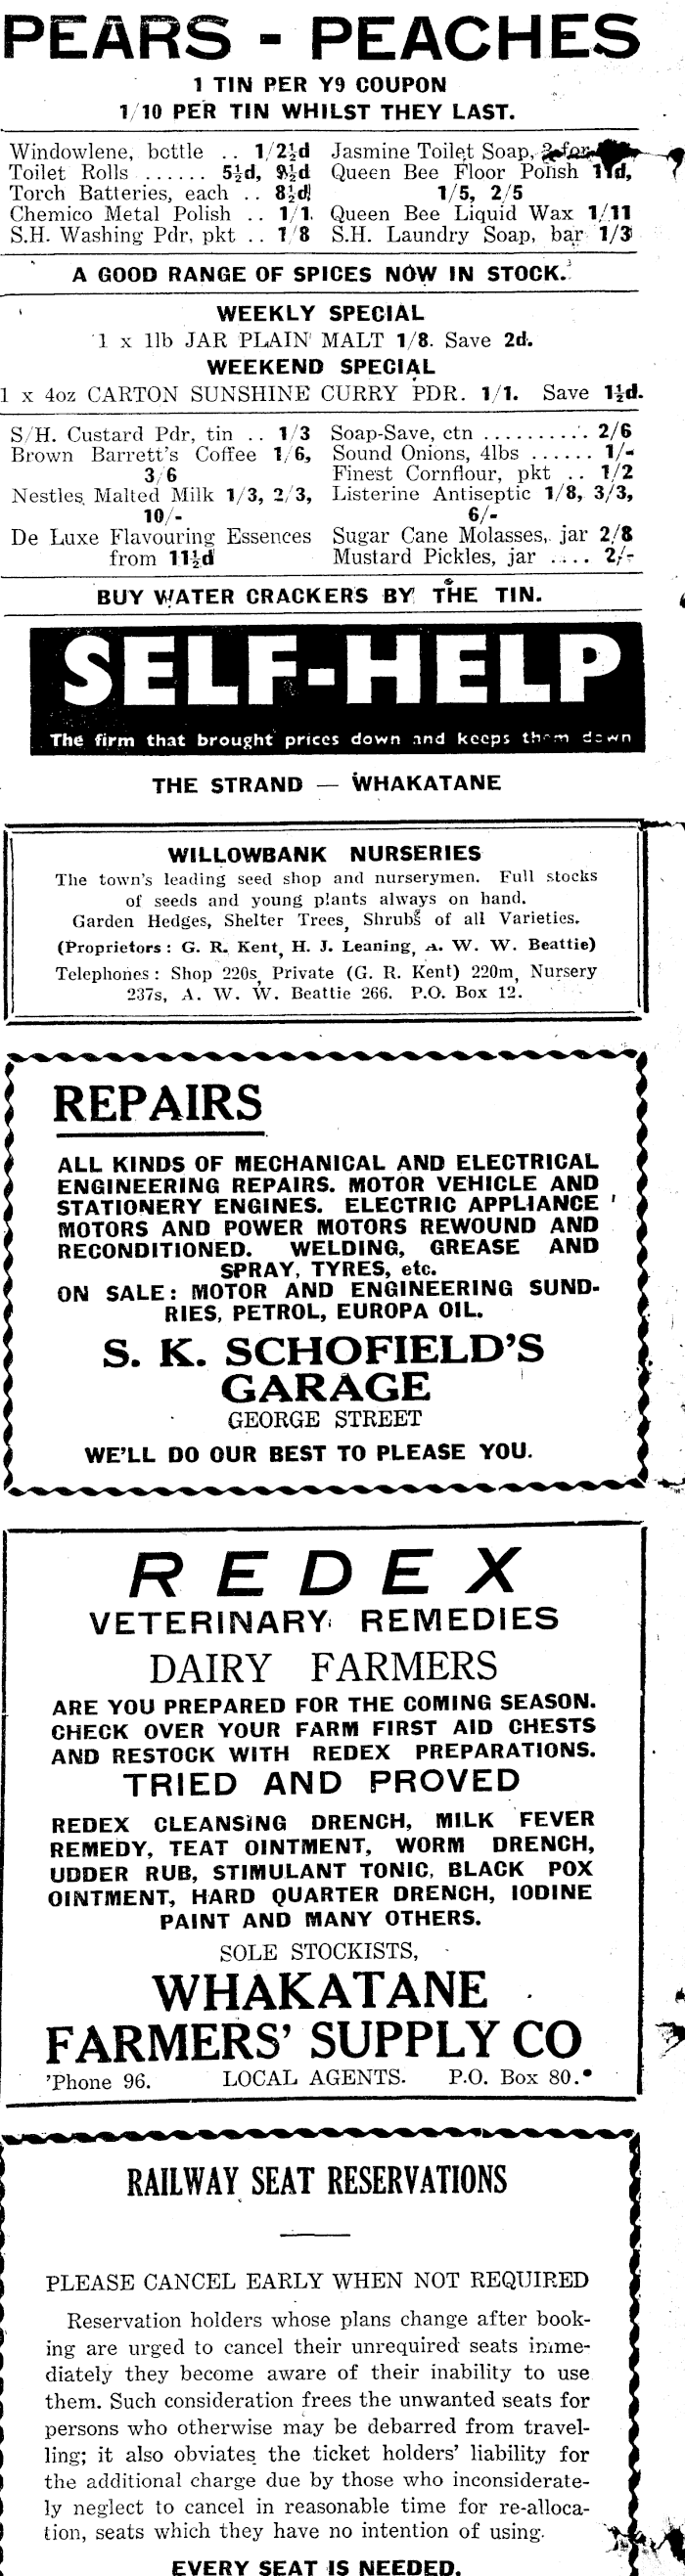 PEARS - PEACHES
1 TIN PER Y9 COUPON
1/10 PER TIN WHILST THEY LAST.
Windowlene, bottle .. 1/2½d
Toilet Rolls ...... 5½d, 9½d
Torch Batteries, each .. 8½d
Chemico Metal Polish .. 1/1
S.H. Washing Pdr, pkt .. 1/8
Jasmine Toilet Soap, for
Queen Bee Floor Polish 11d,
1/5, 2/5
Queen Bee Liquid Wax 1/11
S.H. Laundry Soap, bar 1/3
A GOOD RANGE OF SPICES NOW IN STOCK.
WEEKLY SPECIAL
1 x 1lb JAR PLAIN MALT 1/8. Save 2d.
WEEKEND SPECIAL
1 x 4oz CARTON SUNSHINE CURRY PDR. 1/1. Save 1½d.
S/H. Custard Pdr, tin .. 1/3
Brown Barrett's Coffee 1/6,
3/6
Nestles Malted Milk 1/3, 2/3,
10/-
De Luxe Flavouring Essences
from 11½d
Soap-Save, ctn .......... 2/6
Sound Onions, 4lbs ...... 1/-
Finest Cornflour, pkt .. 1/2
Listerine Antiseptic 1/8, 3/3,
6/-
Sugar Cane Molasses, jar 2/8
Mustard Pickles, jar .... 2/-
BUY WATER CRACKERS BY THE TIN.
SELF-HELP
The firm that brought prices down and keeps them down
THE STRAND — WHAKATANE
WILLOWBANK NURSERIES
The town's leading seed shop and nurserymen. Full stocks
of seeds and young plants always on hand.
Garden Hedges, Shelter Trees, Shrubs of all Varieties.
(Proprietors: G. R. Kent, H. J. Leaning, A. W. W. Beattie)
Telephones: Shop 220s, Private (G. R. Kent) 220m, Nursery
237s, A. W. W. Beattie 266. P.O. Box 12.
REPAIRS
ALL KINDS OF MECHANICAL AND ELECTRICAL
ENGINEERING REPAIRS. MOTOR VEHICLE AND
STATIONERY ENGINES. ELECTRIC APPLIANCE
MOTORS AND POWER MOTORS REWOUND AND
RECONDITIONED. WELDING, GREASE AND
SPRAY, TYRES, etc.
ON SALE: MOTOR AND ENGINEERING SUND-
RIES, PETROL, EUROPA OIL.
S. K. SCHOFIELD'S
GARAGE
GEORGE STREET
WE'LL DO OUR BEST TO PLEASE YOU.
REDEX
VETERINARY REMEDIES
DAIRY FARMERS
ARE YOU PREPARED FOR THE COMING SEASON.
CHECK OVER YOUR FARM FIRST AID CHESTS
AND RESTOCK WITH REDEX PREPARATIONS.
TRIED AND PROVED
REDEX CLEANSING DRENCH, MILK FEVER
REMEDY, TEAT OINTMENT, WORM DRENCH,
UDDER RUB, STIMULANT TONIC, BLACK POX
OINTMENT, HARD QUARTER DRENCH, IODINE
PAINT AND MANY OTHERS.
SOLE STOCKISTS,
WHAKATANE
FARMERS' SUPPLY CO
'Phone 96. LOCAL AGENTS. P.O. Box 80.
RAILWAY SEAT RESERVATIONS
PLEASE CANCEL EARLY WHEN NOT REQUIRED
Reservation holders whose plans change after book-
ing are urged to cancel their unrequired seats imme-
diately they become aware of their inability to use
them. Such consideration frees the unwanted seats for
persons who otherwise may be debarred from travel-
ling; it also obviates the ticket holders' liability for
the additional charge due by those who inconsiderate-
ly neglect to cancel in reasonable time for re-alloca-
tion, seats which they have no intention of using.
EVERY SEAT IS NEEDED.